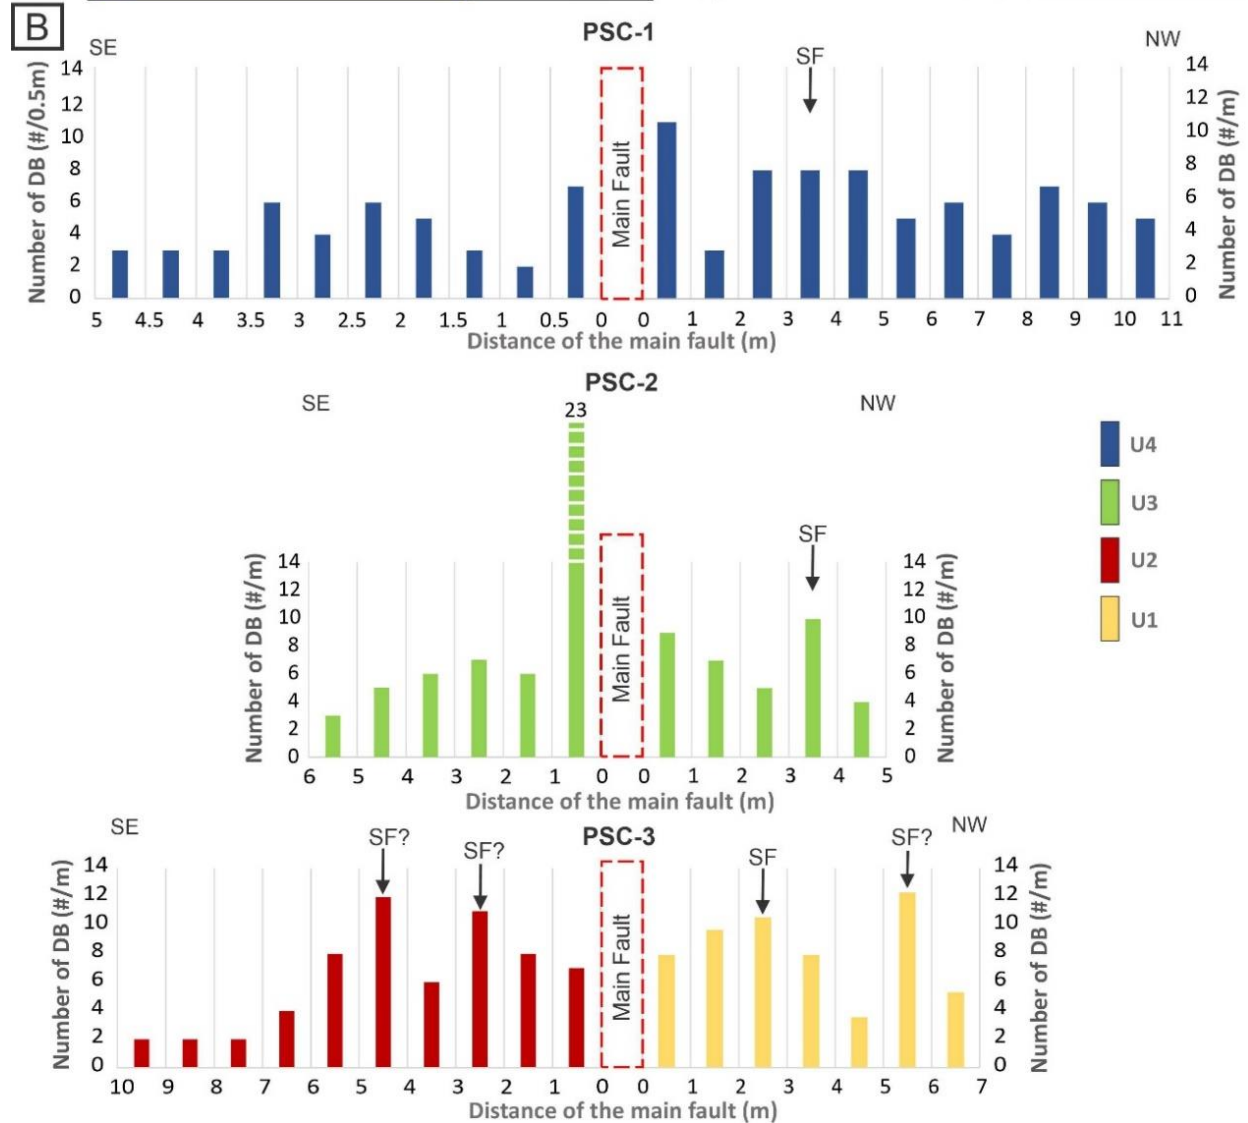 B
PSC-1
SE
NW
SF
Number of DB (#/0.5m)
14
12
10
8
6
4
2
0
Main Fault
14
12
10
8
6
4
2
0
Number of DB (#/m)
5 4.5 4 3.5 3 2.5 2 1.5 1 0.5 0 0 1 2 3 4 5 6 7 8 9 10 11
Distance of the main fault (m)
PSC-2
SE
NW
23
SF
Number of DB (#/m)
14
12
10
8
6
4
2
0
Main Fault
14
12
10
8
6
4
2
0
Number of DB (#/m)
6 5 4 3 2 1 0 0 1 2 3 4 5
Distance of the main fault (m)
U4
U3
U2
U1
PSC-3
SE
NW
SF?
SF?
SF
SF?
Number of DB (#/m)
14
12
10
8
6
4
2
0
Main Fault
14
12
10
8
6
4
2
0
Number of DB (#/m)
10 9 8 7 6 5 4 3 2 1 0 0 1 2 3 4 5 6 7
Distance of the main fault (m)